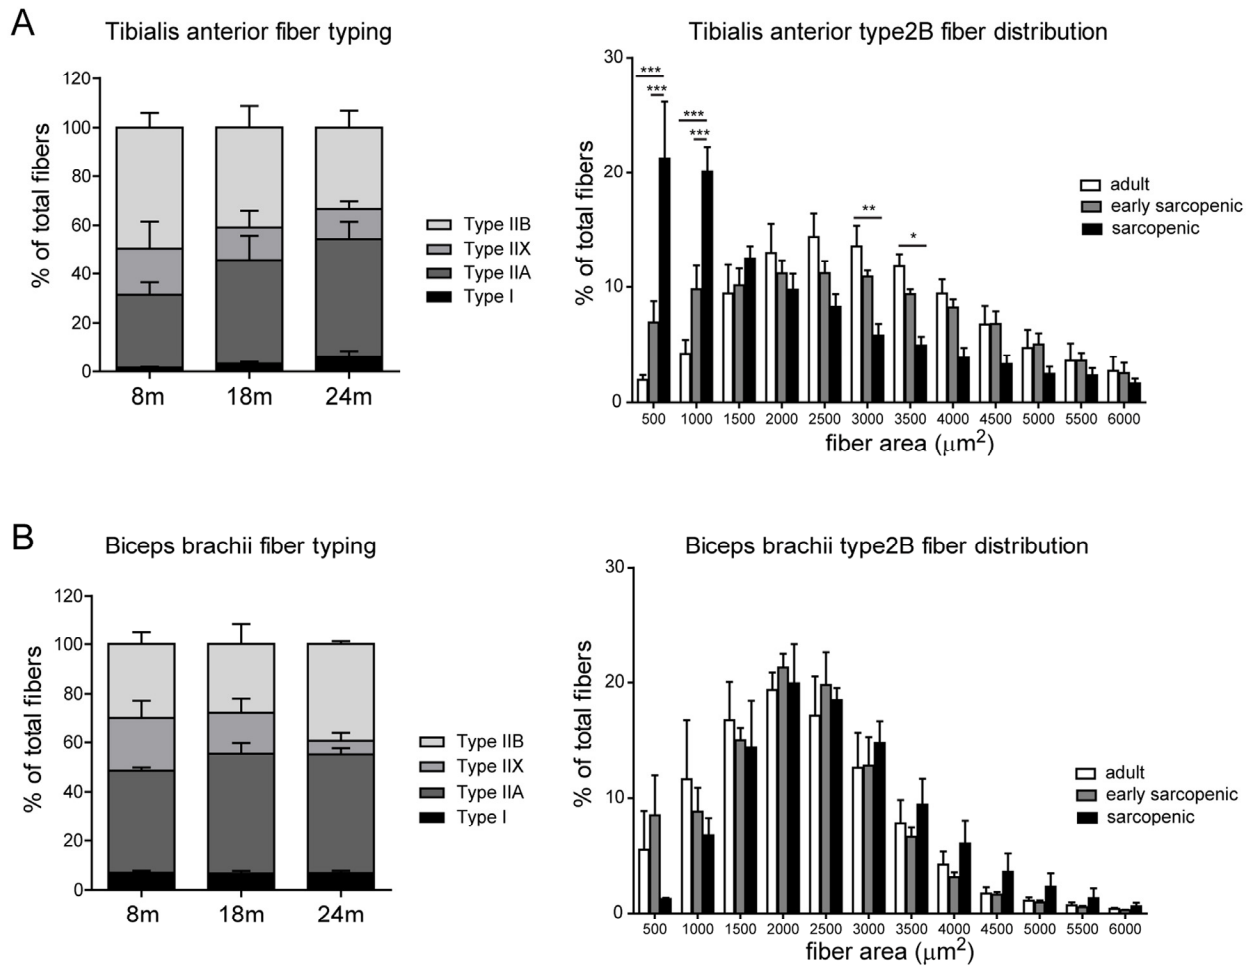 A
Tibialis anterior fiber typing
120
100
80
60
40
20
0
% of total fibers
8m 18m 24m
Type IIB
Type IIX
Type IIA
Type I
Tibialis anterior type2B fiber distribution
30
20
10
0
% of total fibers
*** *** *** *** ** *
adult
early sarcopenic
sarcopenic
500 1000 1500 2000 2500 3000 3500 4000 4500 5000 5500 6000
fiber area (μm²)
B
Biceps brachii fiber typing
120
100
80
60
40
20
0
% of total fibers
8m 18m 24m
Type IIB
Type IIX
Type IIA
Type I
Biceps brachii type2B fiber distribution
30
20
10
0
% of total fibers
adult
early sarcopenic
sarcopenic
500 1000 1500 2000 2500 3000 3500 4000 4500 5000 5500 6000
fiber area (μm²)